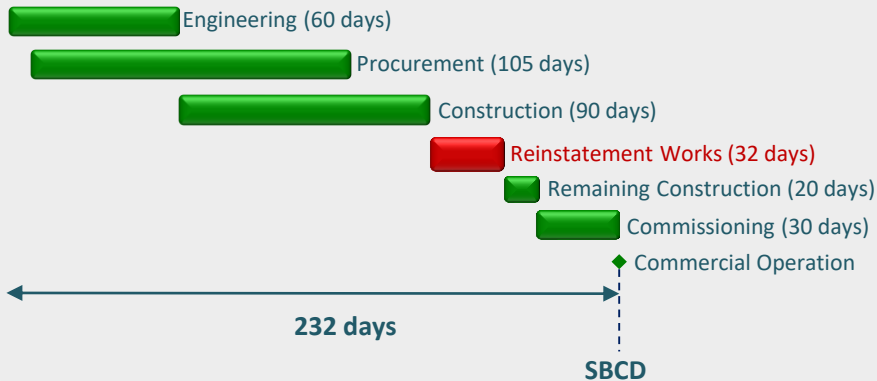 Engineering (60 days)
Procurement (105 days)
Construction (90 days)
Reinstatement Works (32 days)
Remaining Construction (20 days)
Commissioning (30 days)
Commercial Operation
232 days
SBCD